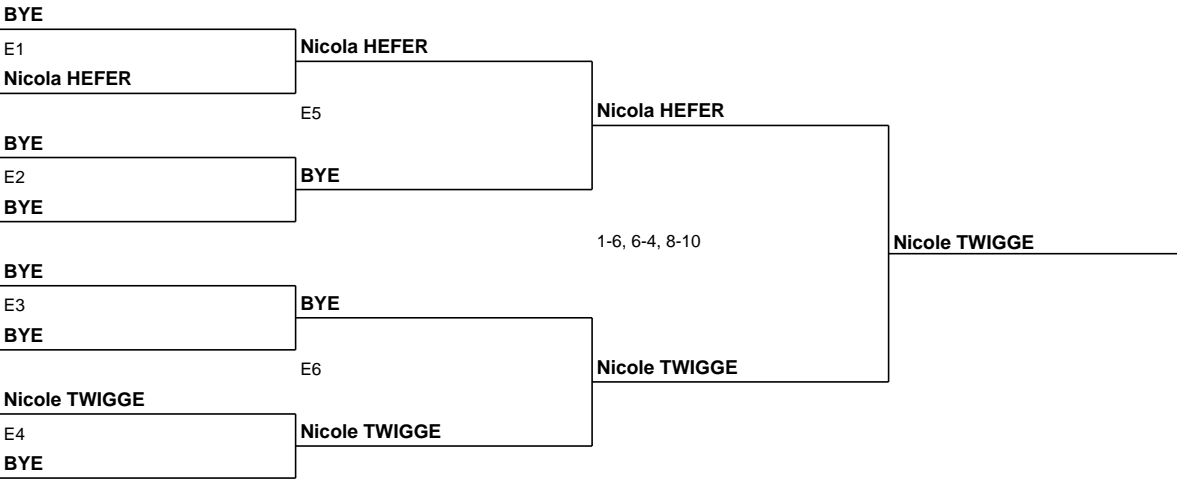 BYE
E1
Nicola HEFER
Nicola HEFER
E5
Nicola HEFER
BYE
E2
BYE
BYE
1-6, 6-4, 8-10
Nicole TWIGGE
BYE
E3
BYE
BYE
E6
Nicole TWIGGE
Nicole TWIGGE
E4
Nicole TWIGGE
BYE